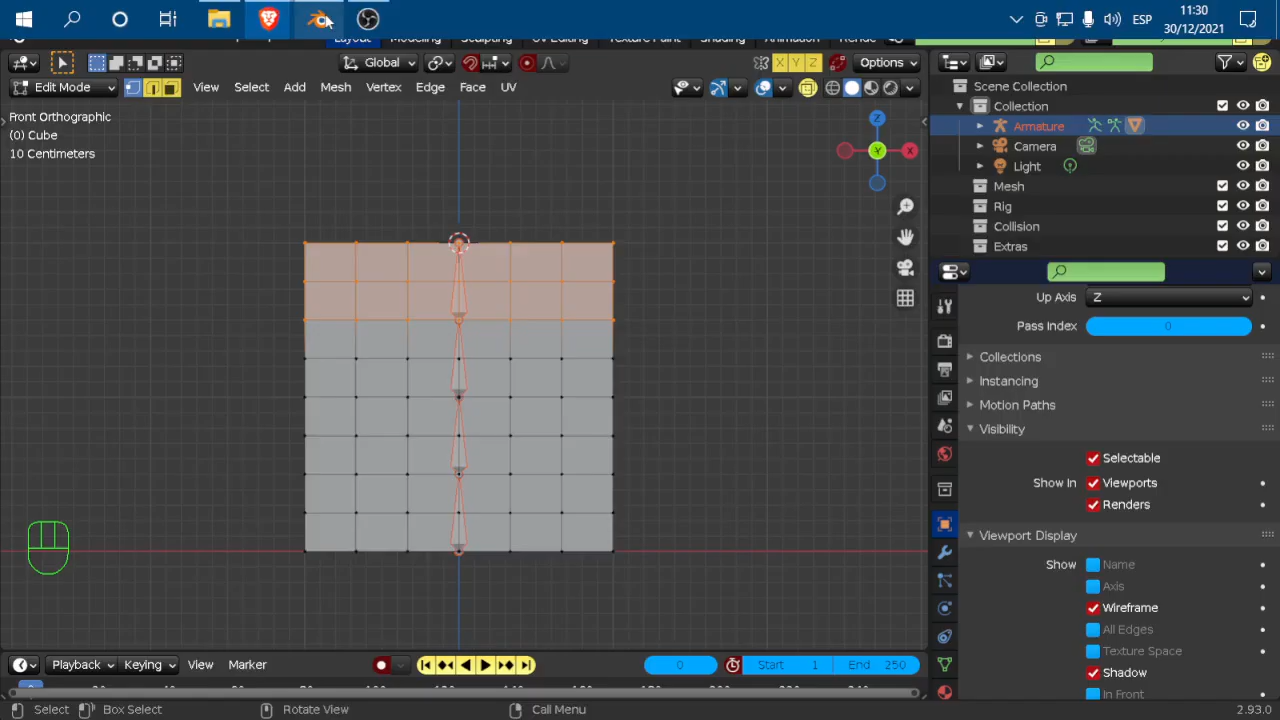 ESP
11:30
30/12/2021
Layout
Modeling
Sculpting
UV Editing
Texture Paint
Shading
Animation
Rende
Global
X Y Z
Options
Edit Mode
View
Select
Add
Mesh
Vertex
Edge
Face
UV
Front Orthographic
(0) Cube
10 Centimeters
Z
X
Y
Scene Collection
Collection
Armature
Camera
Light
Mesh
Rig
Collision
Extras
Up Axis
Z
Pass Index
0
Collections
Instancing
Motion Paths
Visibility
Selectable
Show In
Viewports
Renders
Viewport Display
Show
Name
Axis
Wireframe
All Edges
Texture Space
Shadow
In Front
Playback
Keying
View
Marker
0
Start
1
End
250
Select
Box Select
Rotate View
Call Menu
2.93.0